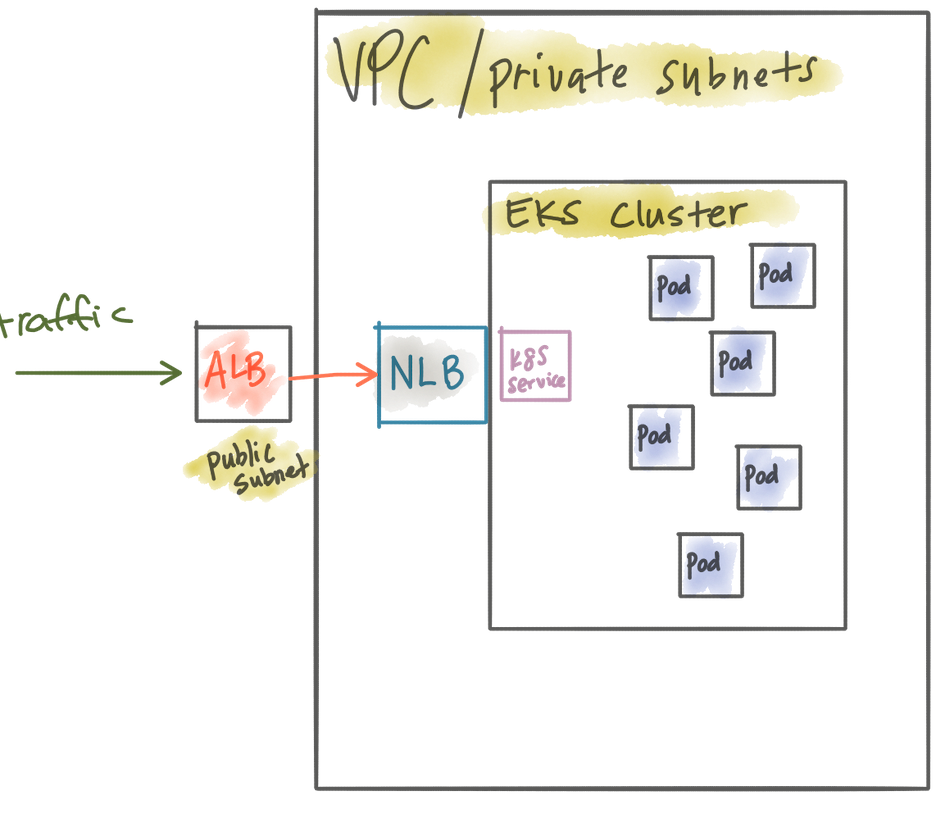 VPC/private subnets
EKS Cluster
Pod
Pod
traffic
ALB
NLB
K8S
service
Pod
Pod
public
subnet
Pod
Pod